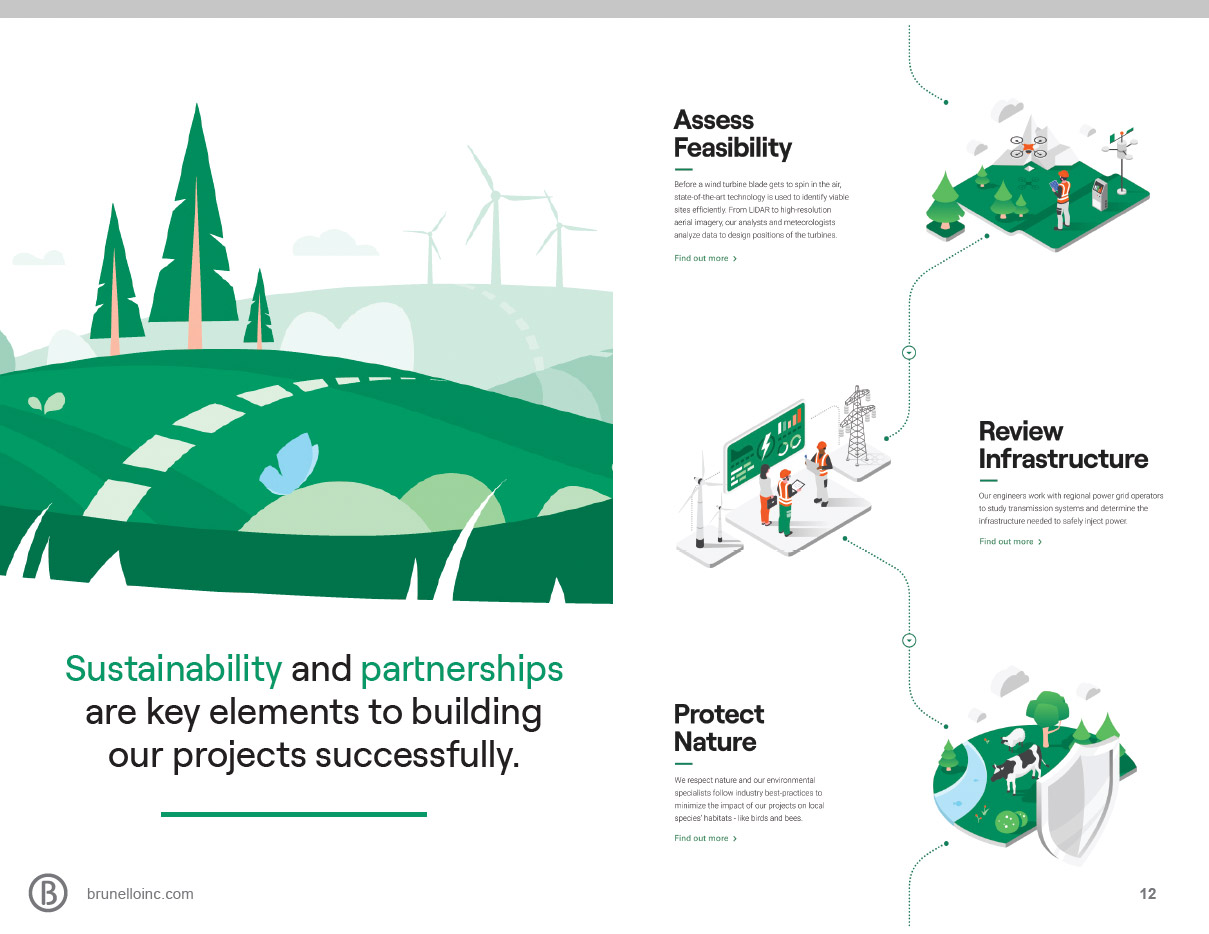 Sustainability and partnerships
are key elements to building
our projects successfully.
Assess
Feasibility
Before a wind turbine blade gets to spin in the air,
state-of-the-art technology is used to identify viable
sites efficiently. From LiDAR to high-resolution
aerial imagery, our analysts and meteorologists
analyze data to design positions of the turbines.
Find out more >
Review
Infrastructure
Our engineers work with regional power grid operators
to study transmission systems and determine the
infrastructure needed to safely inject power.
Find out more >
Protect
Nature
We respect nature and our environmental
specialists follow industry best-practices to
minimize the impact of our projects on local
species' habitats - like birds and bees.
Find out more >
B
brunelloinc.com
12